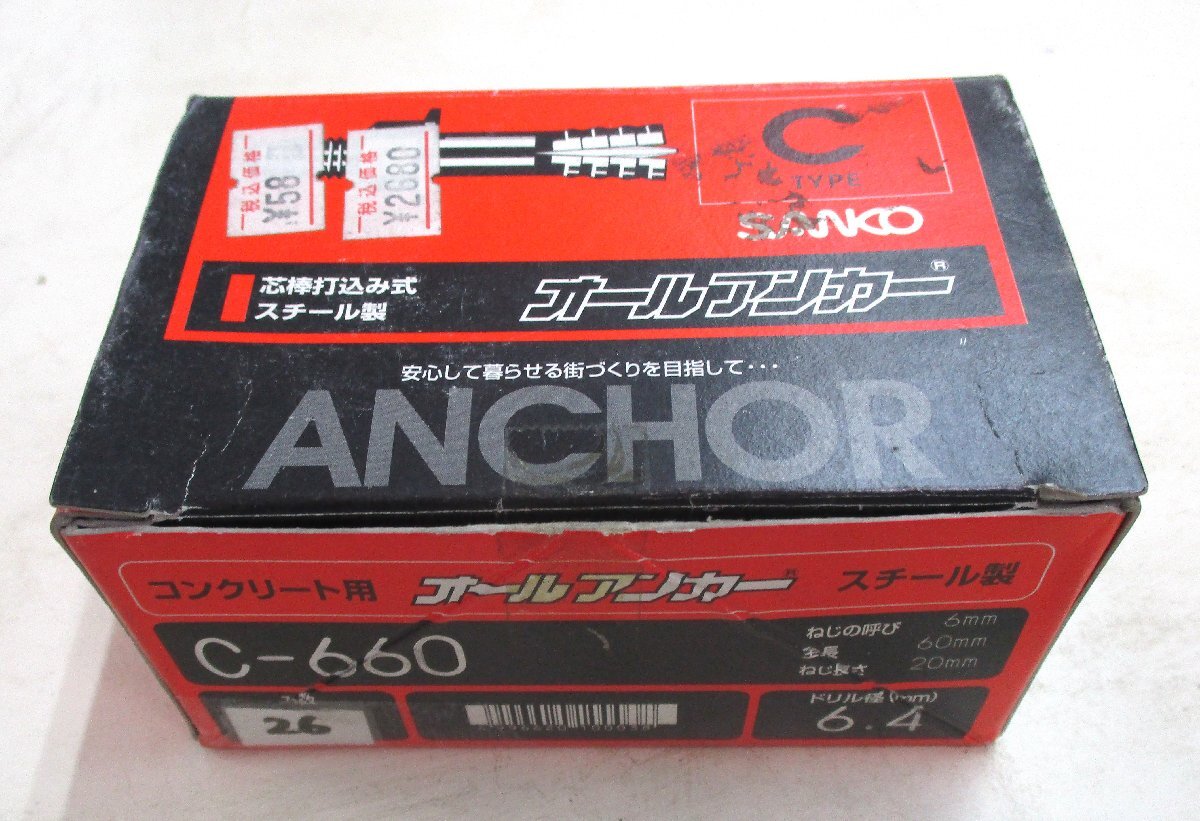 C
TYPE
税込価格
¥58
税込価格
¥2680
SANKO
芯棒打込み式
スチール製
オールアンカー®
安心して暮らせる街づくりを目指して・・・
ANCHOR
コンクリート用
オールアンカー®
スチール製
C-660
ねじの呼び 6mm
全長 60mm
ねじ長さ 20mm
26
ドリル径(mm)
6.4